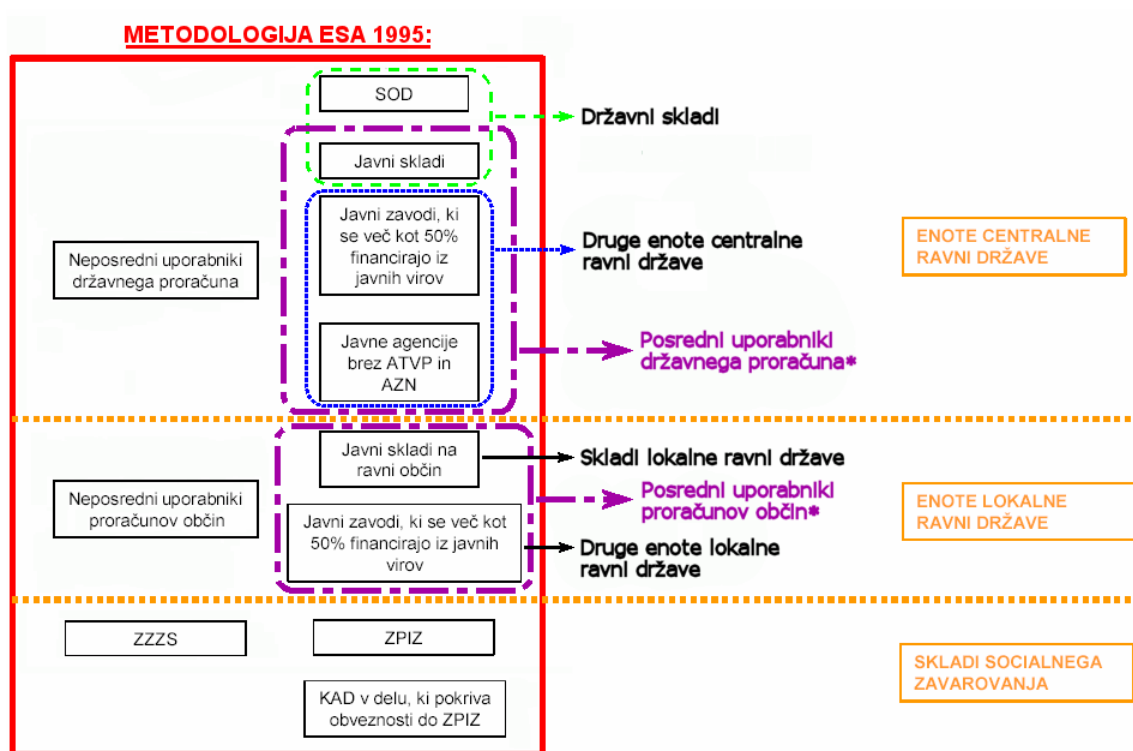 METODOLOGIJA ESA 1995:
SOD
Državni skladi
Javni skladi
Javni zavodi, ki
se več kot 50%
financirajo iz
javnih virov
Neposredni uporabniki
državnega proračuna
Druge enote centralne
ravni države
ENOTE CENTRALNE
RAVNI DRŽAVE
Javne agencije
brez ATVP in
AZN
Posredni uporabniki
državnega proračuna*
Javni skladi na
ravni občin
Skladi lokalne ravni države
Neposredni uporabniki
proračunov občin
Posredni uporabniki
proračunov občin*
ENOTE LOKALNE
RAVNI DRŽAVE
Javni zavodi, ki se več kot
50% financirajo iz javnih
virov
Druge enote lokalne
ravni države
ZZZS
ZPIZ
SKLADI SOCIALNEGA
ZAVAROVANJA
KAD v delu, ki pokriva
obveznosti do ZPIZ